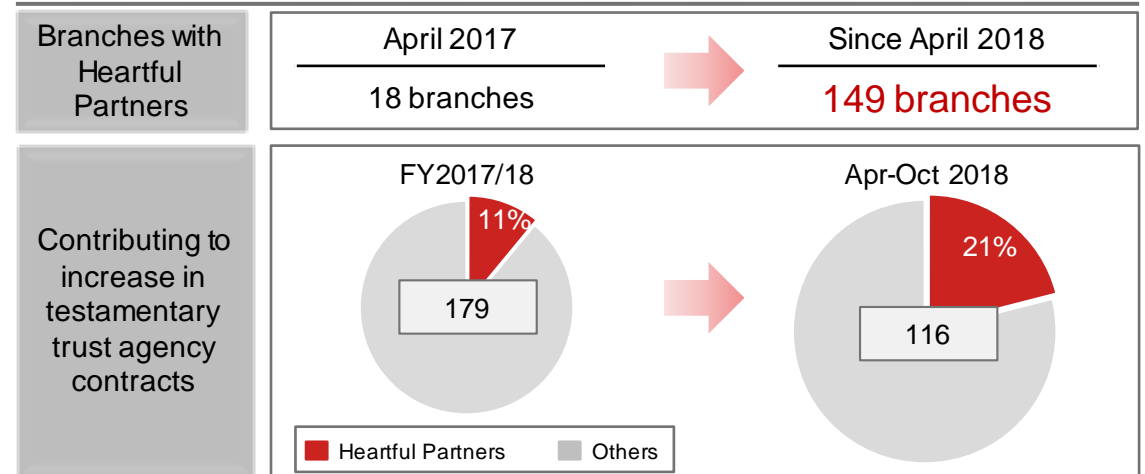 Branches with
Heartful
Partners
April 2017
Since April 2018
18 branches
149 branches
Contributing to
increase in
testamentary
trust agency
contracts
FY2017/18
Apr-Oct 2018
11%
21%
179
116
Heartful Partners
Others